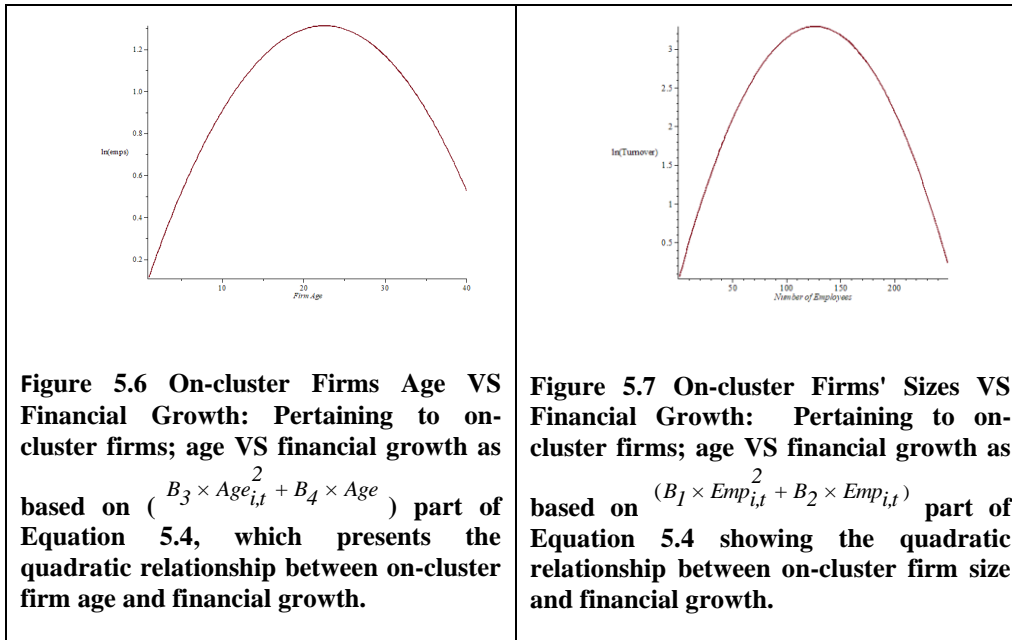 1.2
1.0
0.8
ln(emps)
0.6
0.4
0.2
10 20 30 40
Firm Age
Figure 5.6 On-cluster Firms Age VS
Financial Growth: Pertaining to on-
cluster firms; age VS financial growth as
based on ( B₃ × Age²ᵢ,ₜ + B₄ × Age ) part of
Equation 5.4, which presents the
quadratic relationship between on-cluster
firm age and financial growth.
3
2.5
2
ln(Turnover)
1.5
1
0.5
50 100 150 200
Number of Employees
Figure 5.7 On-cluster Firms' Sizes VS
Financial Growth: Pertaining to on-
cluster firms; age VS financial growth as
based on (B₁ × Emp²ᵢ,ₜ + B₂ × Empᵢ,ₜ) part of
Equation 5.4 showing the quadratic
relationship between on-cluster firm size
and financial growth.